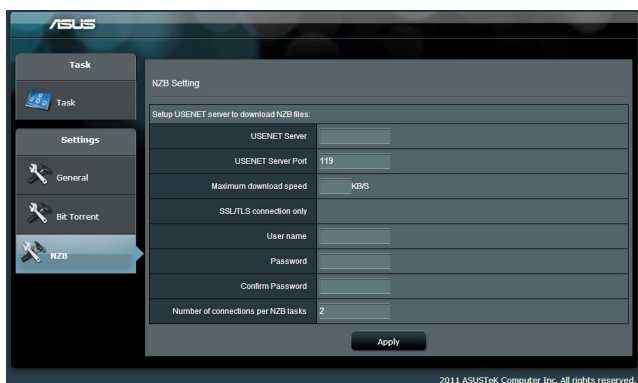 ASUS
Task
Task
Settings
General
Bit Torrent
NZB
NZB Setting
Setup USENET server to download NZB files:
USENET Server
USENET Server Port 119
Maximum download speed KB/S
SSL/TLS connection only
User name
Password
Confirm Password
Number of connections per NZB tasks 2
Apply
2011 ASUSTeK Computer Inc. All rights reserved.